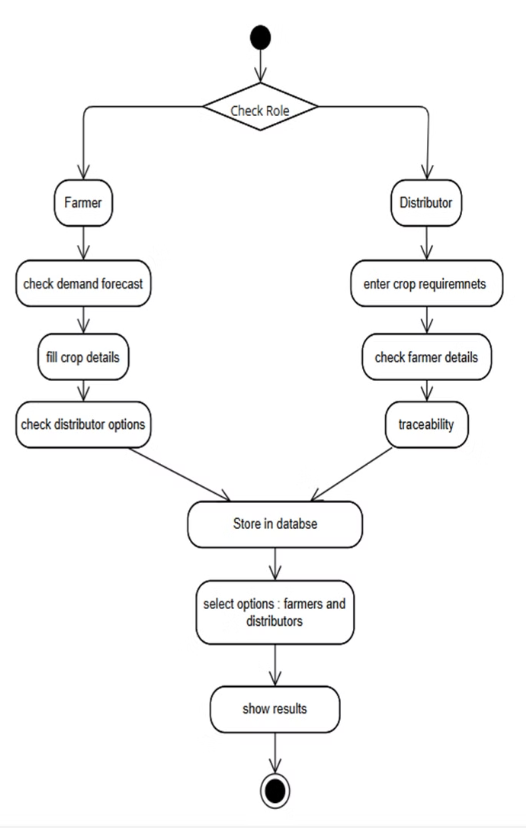 Check Role
Farmer
Distributor
check demand forecast
enter crop requiremnets
fill crop details
check farmer details
check distributor options
traceability
Store in databse
select options : farmers and
distributors
show results